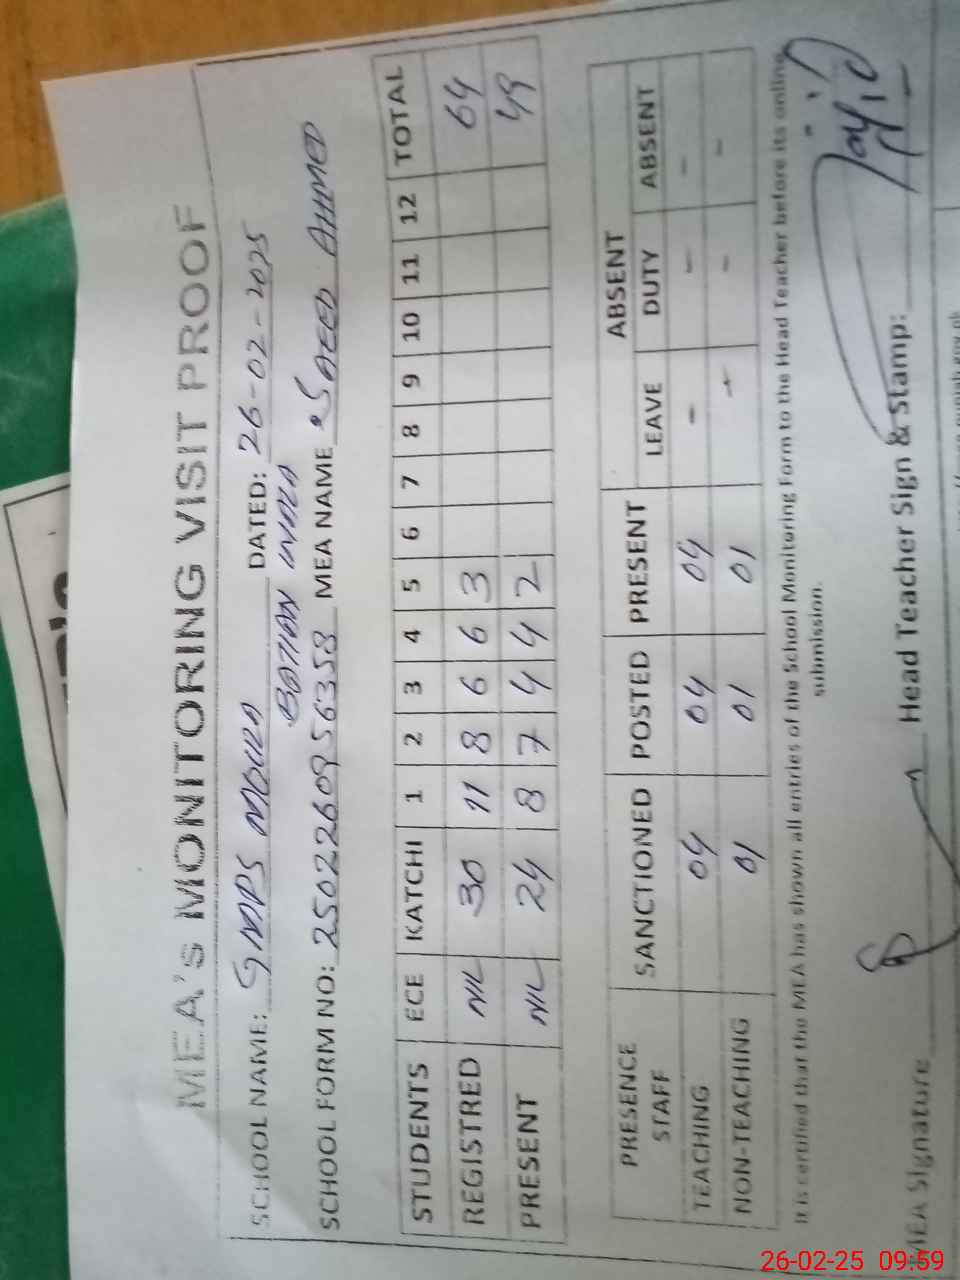 MEA's MONITORING VISIT PROOF
SCHOOL NAME: GMPS MOUZA BOTIAN WALA DATED: 26-02-2025
SCHOOL FORM NO: 2502260956358 MEA NAME SAEED AHMED
STUDENTS ECE KATCHI 1 2 3 4 5 6 7 8 9 10 11 12 TOTAL
REGISTRED NIL 30 11 8 6 6 3 64
PRESENT NIL 24 8 7 4 4 2 49
PRESENCE STAFF SANCTIONED POSTED PRESENT ABSENT
LEAVE DUTY ABSENT
TEACHING 04 04 04 - - -
NON-TEACHING 01 01 01 - - -
It is certified that the MEA has shown all entries of the School Monitoring Form to the Head Teacher before its online
submission.
MEA Signature Head Teacher Sign & Stamp:
26-02-25 09:59